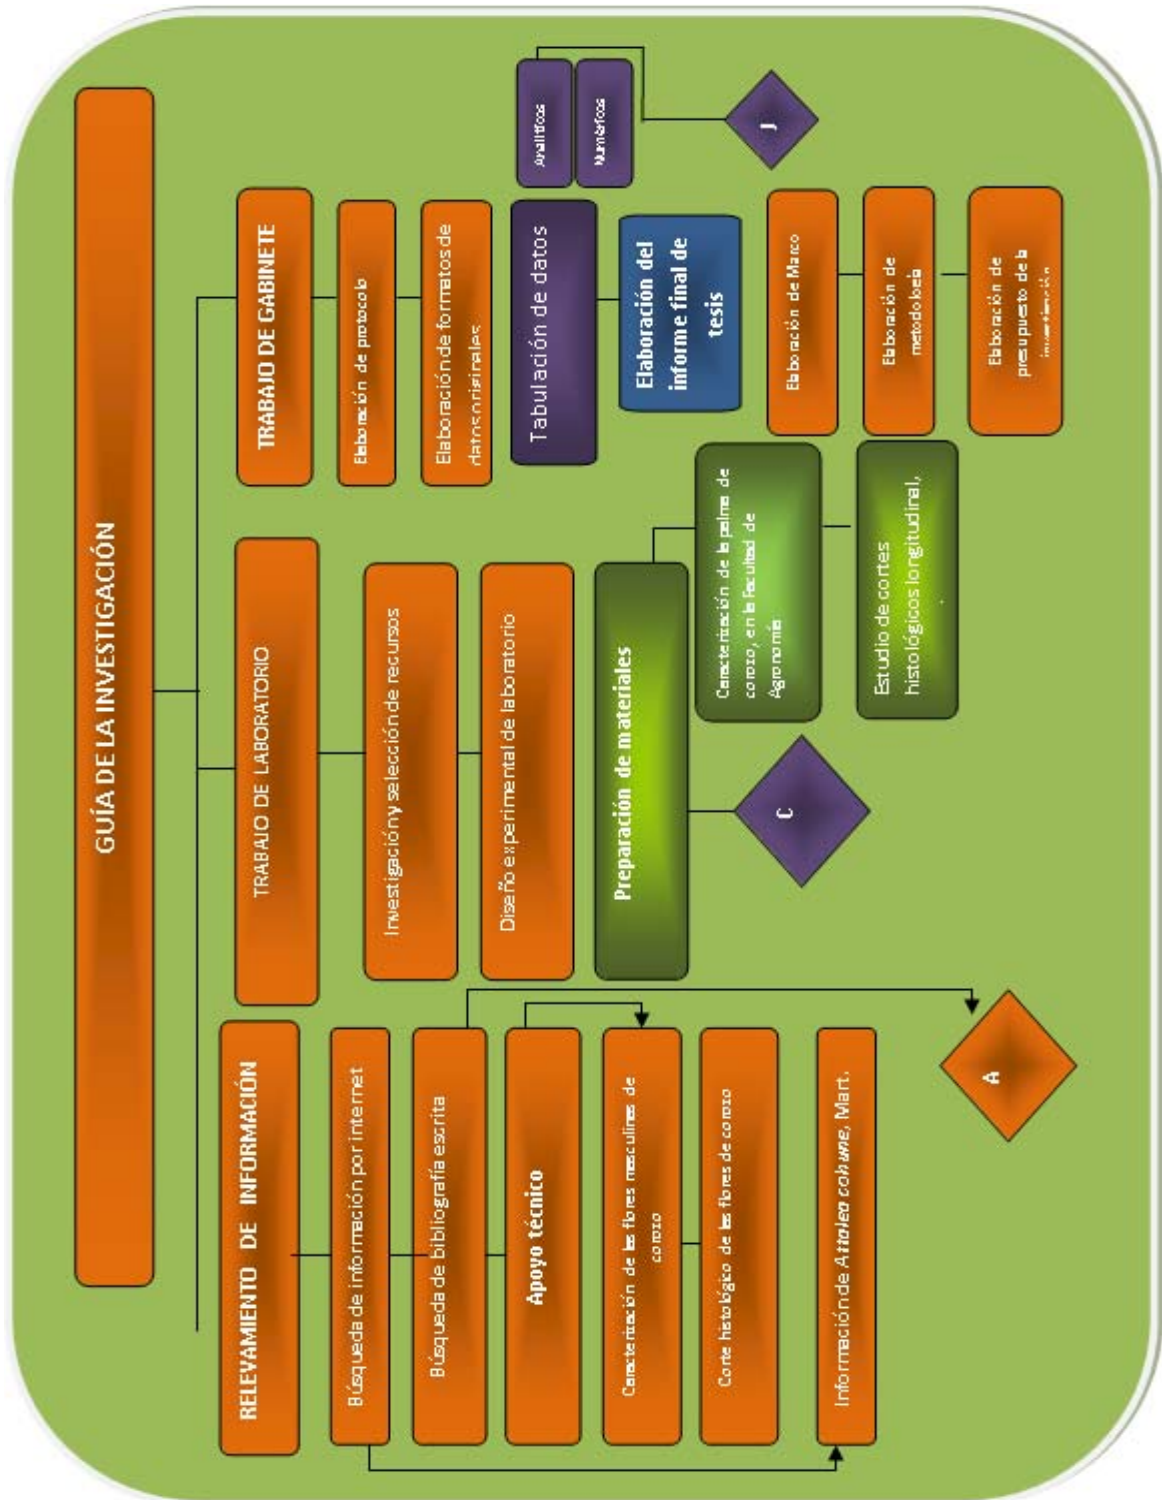 GUÍA DE LA INVESTIGACIÓN
RELEVAMIENTO DE INFORMACIÓN
Búsqueda de información por internet
Búsqueda de bibliografía escrita
Apoyo técnico
Caracterización de las flores masculinas de
corozo
Corte histológico de las flores de corozo
Información de Attalea cohune, Mart.
A
TRABAJO DE LABORATORIO
Investigación y selección de recursos
Diseño experimental de laboratorio
Preparación de materiales
C
Caracterización de la palma de
corozo, en la Facultad de
Agronomía
Estudio de cortes
histológicos longitudinal,
TRABAJO DE GABINETE
Elaboración de protocolo
Elaboración de formatos de
datos originales
Tabulación de datos
Analíticos
Numéricos
J
Elaboración del
informe final de
tesis
Elaboración de Marco
Elaboración de
metodología
Elaboración de
presupuesto de la